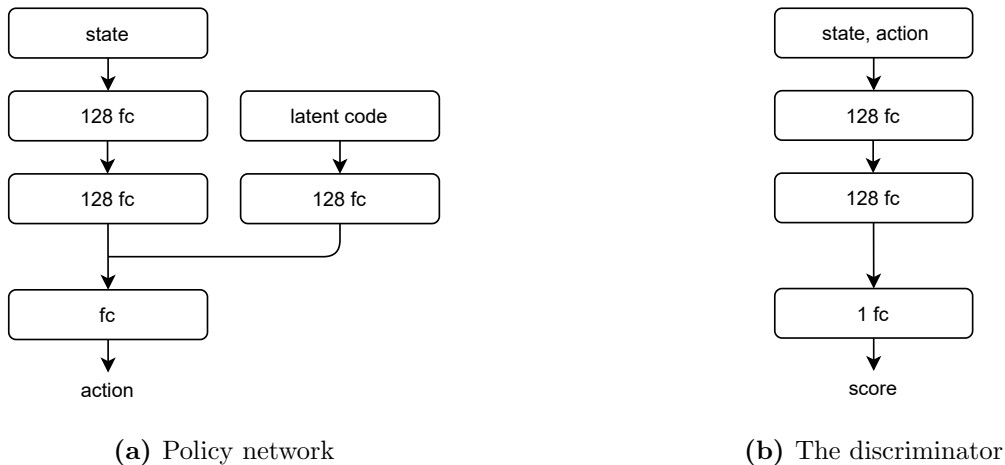 state
128 fc
128 fc
latent code
128 fc
fc
action
(a) Policy network
state, action
128 fc
128 fc
1 fc
score
(b) The discriminator